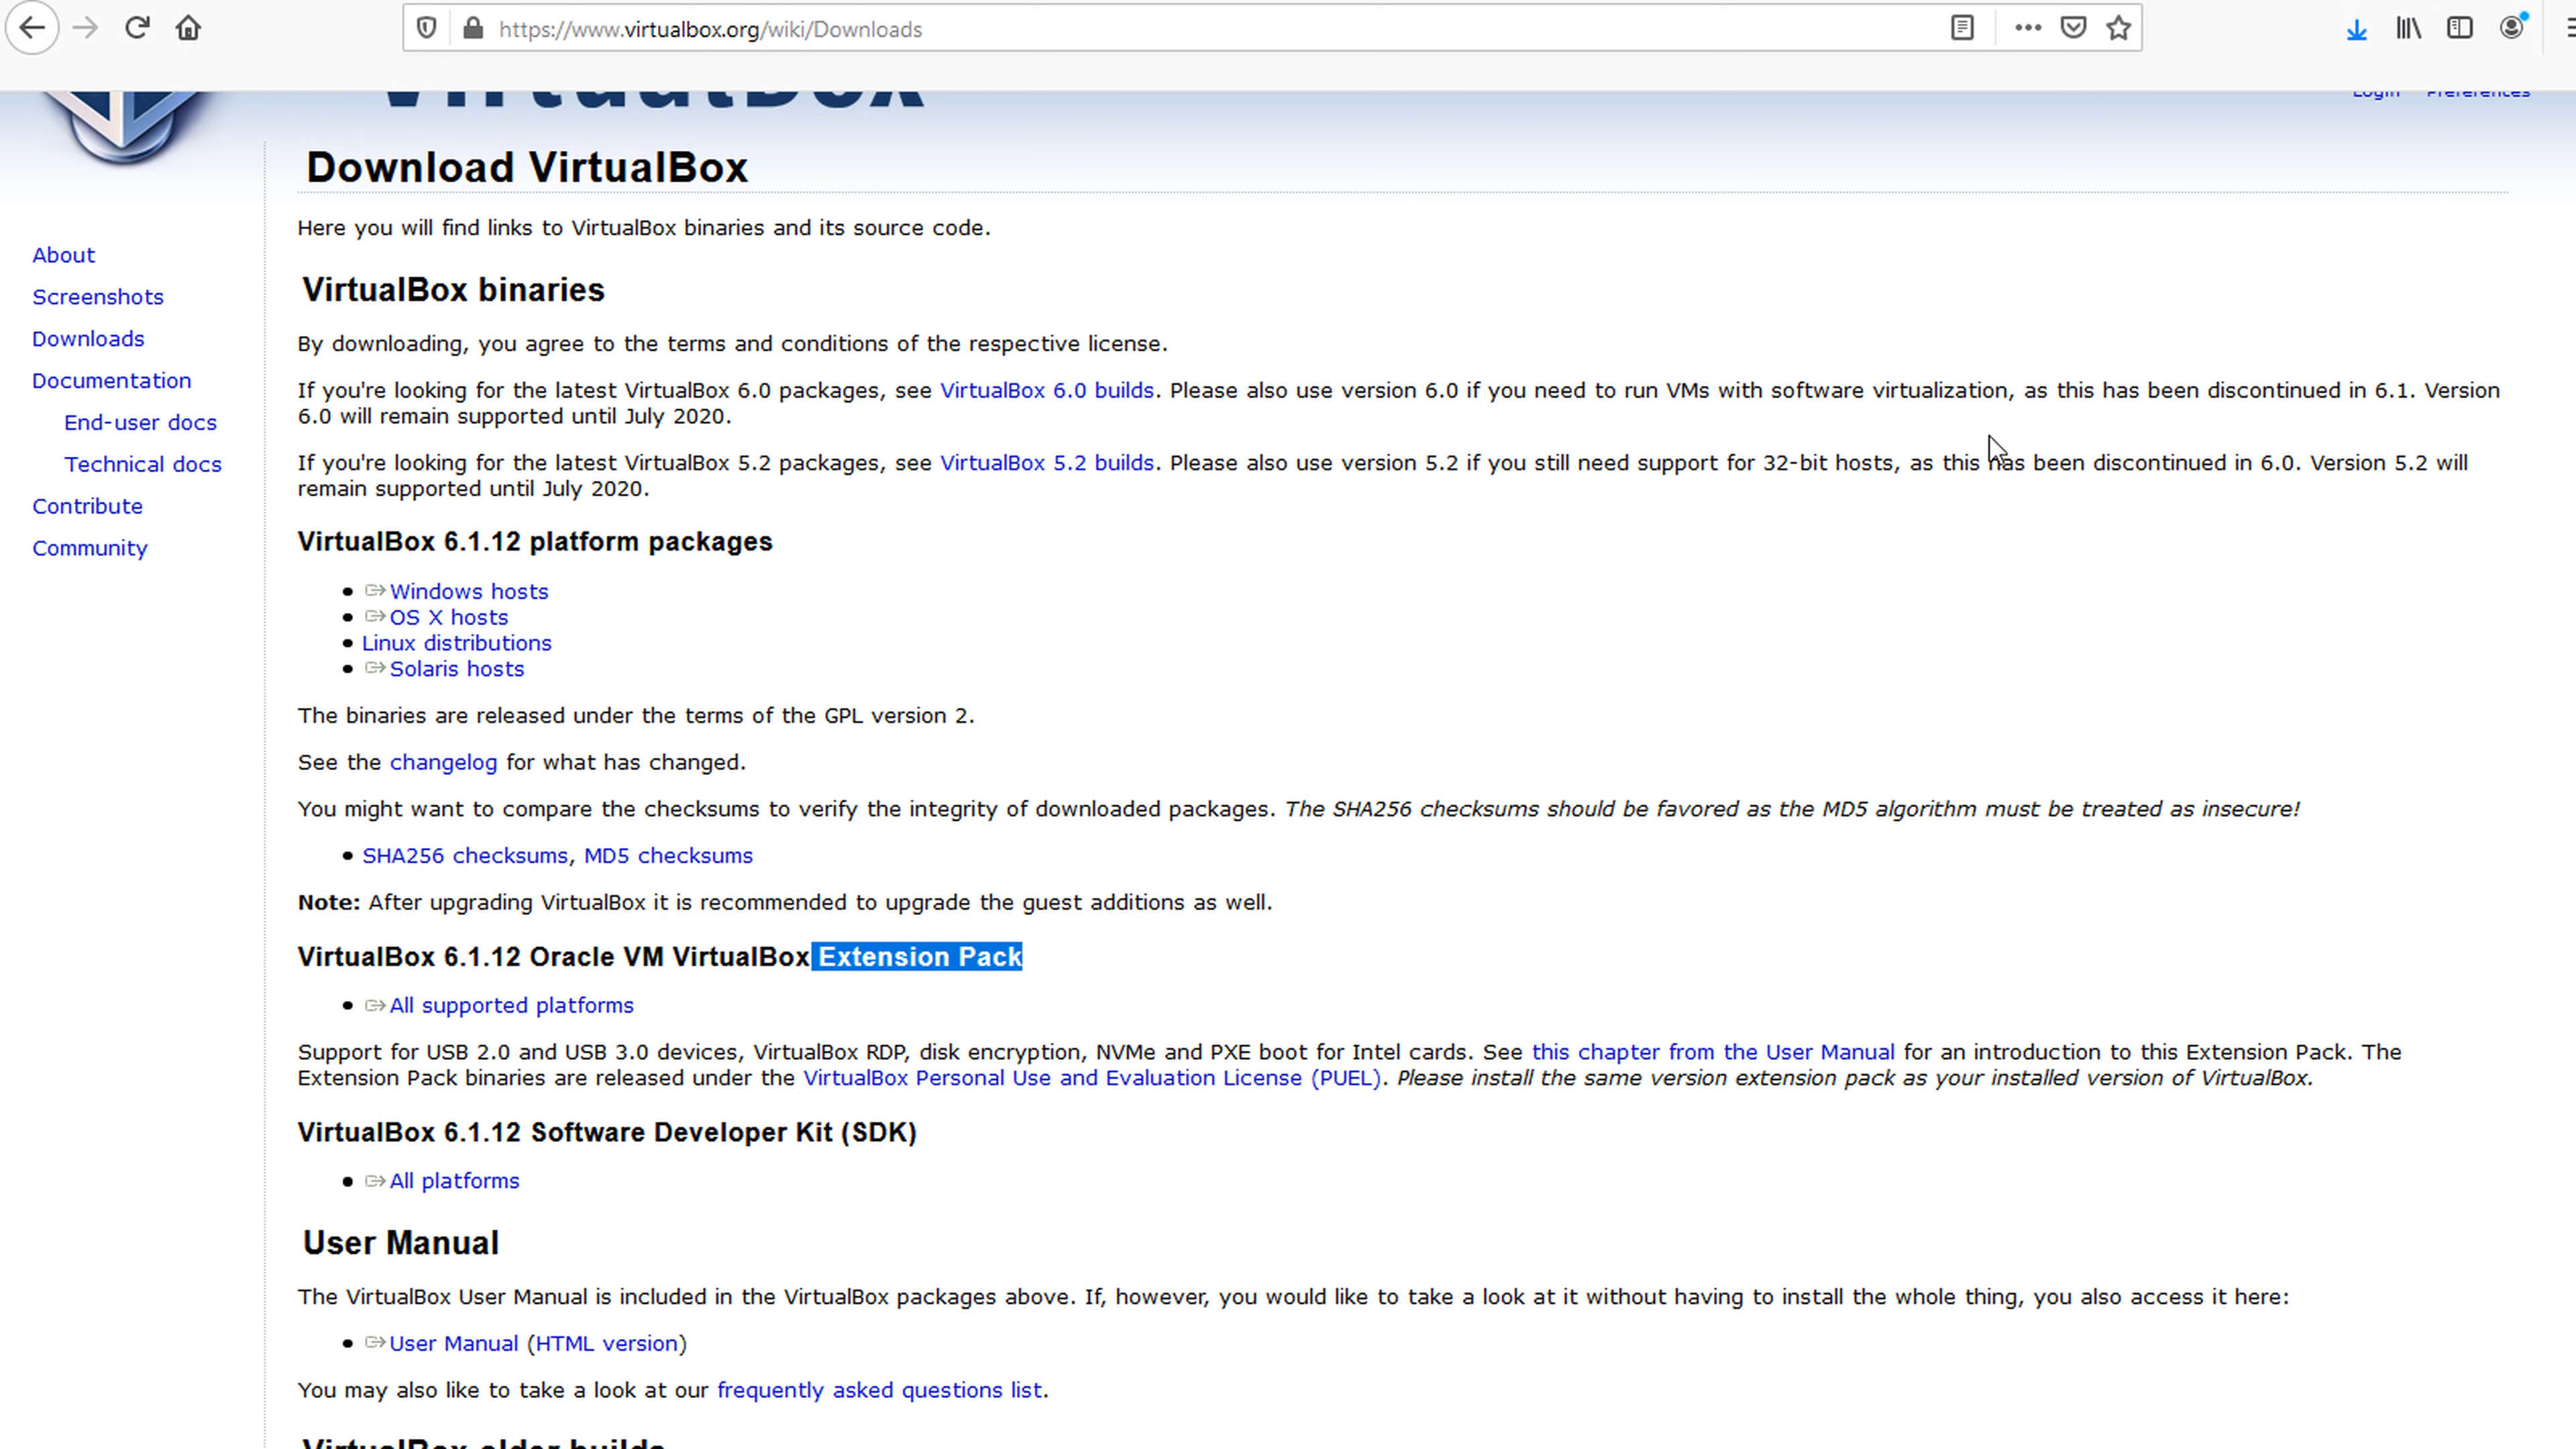 https://www.virtualbox.org/wiki/Downloads
VirtualBox
Login Preferences
Download VirtualBox
Here you will find links to VirtualBox binaries and its source code.
About
Screenshots
Downloads
Documentation
End-user docs
Technical docs
Contribute
Community
VirtualBox binaries
By downloading, you agree to the terms and conditions of the respective license.
If you're looking for the latest VirtualBox 6.0 packages, see VirtualBox 6.0 builds. Please also use version 6.0 if you need to run VMs with software virtualization, as this has been discontinued in 6.1. Version
6.0 will remain supported until July 2020.
If you're looking for the latest VirtualBox 5.2 packages, see VirtualBox 5.2 builds. Please also use version 5.2 if you still need support for 32-bit hosts, as this has been discontinued in 6.0. Version 5.2 will
remain supported until July 2020.
VirtualBox 6.1.12 platform packages
Windows hosts
OS X hosts
Linux distributions
Solaris hosts
The binaries are released under the terms of the GPL version 2.
See the changelog for what has changed.
You might want to compare the checksums to verify the integrity of downloaded packages. The SHA256 checksums should be favored as the MD5 algorithm must be treated as insecure!
SHA256 checksums, MD5 checksums
Note: After upgrading VirtualBox it is recommended to upgrade the guest additions as well.
VirtualBox 6.1.12 Oracle VM VirtualBox Extension Pack
All supported platforms
Support for USB 2.0 and USB 3.0 devices, VirtualBox RDP, disk encryption, NVMe and PXE boot for Intel cards. See this chapter from the User Manual for an introduction to this Extension Pack. The
Extension Pack binaries are released under the VirtualBox Personal Use and Evaluation License (PUEL). Please install the same version extension pack as your installed version of VirtualBox.
VirtualBox 6.1.12 Software Developer Kit (SDK)
All platforms
User Manual
The VirtualBox User Manual is included in the VirtualBox packages above. If, however, you would like to take a look at it without having to install the whole thing, you also access it here:
User Manual (HTML version)
You may also like to take a look at our frequently asked questions list.
VirtualBox older builds